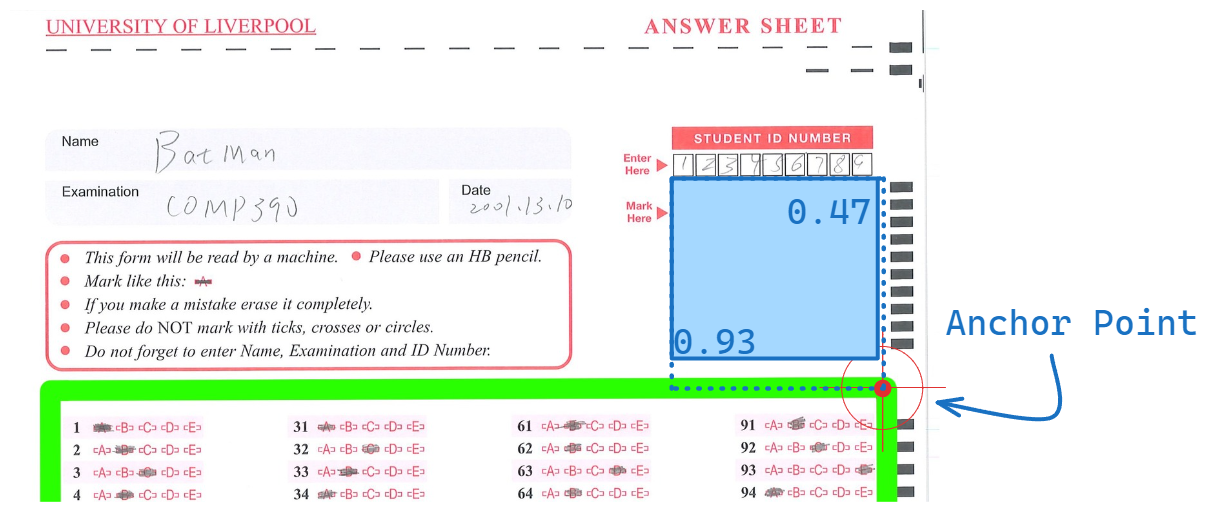 UNIVERSITY OF LIVERPOOL
ANSWER SHEET
Name
Bat Man
STUDENT ID NUMBER
Enter
Here
1 2 3 4 5 6 7 8 9
Examination
COMP390
Date
2001.13.10
Mark
Here
0.47
This form will be read by a machine.
Please use an HB pencil.
Mark like this: A
If you make a mistake erase it completely.
Please do NOT mark with ticks, crosses or circles.
Do not forget to enter Name, Examination and ID Number.
0.93
Anchor Point
1 A B C D E
31 A B C D E
61 A B C D E
91 A B C D E
2 A B C D E
32 A B C D E
62 A B C D E
92 A B C D E
3 A B C D E
33 A B C D E
63 A B C D E
93 A B C D E
4 A B C D E
34 A B C D E
64 A B C D E
94 A B C D E